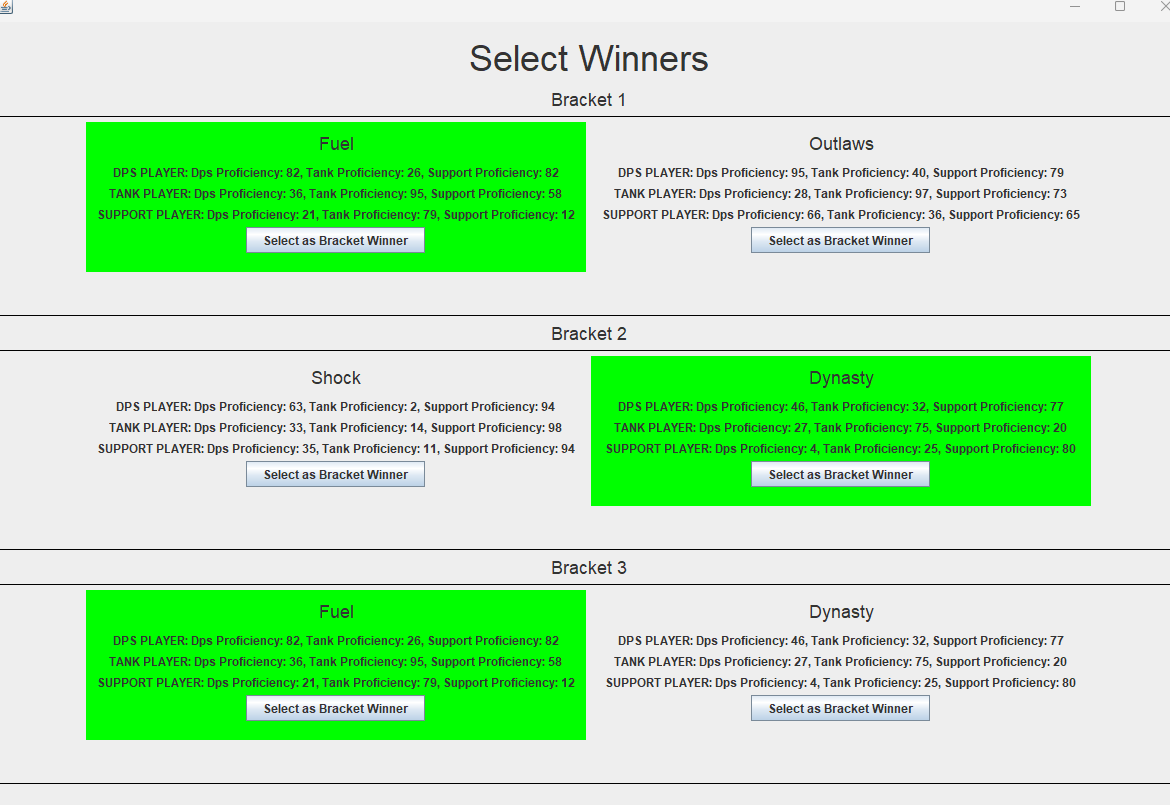 Select Winners
Bracket 1
Fuel
DPS PLAYER: Dps Proficiency: 82, Tank Proficiency: 26, Support Proficiency: 82
TANK PLAYER: Dps Proficiency: 36, Tank Proficiency: 95, Support Proficiency: 58
SUPPORT PLAYER: Dps Proficiency: 21, Tank Proficiency: 79, Support Proficiency: 12
Select as Bracket Winner
Outlaws
DPS PLAYER: Dps Proficiency: 95, Tank Proficiency: 40, Support Proficiency: 79
TANK PLAYER: Dps Proficiency: 28, Tank Proficiency: 97, Support Proficiency: 73
SUPPORT PLAYER: Dps Proficiency: 66, Tank Proficiency: 36, Support Proficiency: 65
Select as Bracket Winner
Bracket 2
Shock
DPS PLAYER: Dps Proficiency: 63, Tank Proficiency: 2, Support Proficiency: 94
TANK PLAYER: Dps Proficiency: 33, Tank Proficiency: 14, Support Proficiency: 98
SUPPORT PLAYER: Dps Proficiency: 35, Tank Proficiency: 11, Support Proficiency: 94
Select as Bracket Winner
Dynasty
DPS PLAYER: Dps Proficiency: 46, Tank Proficiency: 32, Support Proficiency: 77
TANK PLAYER: Dps Proficiency: 27, Tank Proficiency: 75, Support Proficiency: 20
SUPPORT PLAYER: Dps Proficiency: 4, Tank Proficiency: 25, Support Proficiency: 80
Select as Bracket Winner
Bracket 3
Fuel
DPS PLAYER: Dps Proficiency: 82, Tank Proficiency: 26, Support Proficiency: 82
TANK PLAYER: Dps Proficiency: 36, Tank Proficiency: 95, Support Proficiency: 58
SUPPORT PLAYER: Dps Proficiency: 21, Tank Proficiency: 79, Support Proficiency: 12
Select as Bracket Winner
Dynasty
DPS PLAYER: Dps Proficiency: 46, Tank Proficiency: 32, Support Proficiency: 77
TANK PLAYER: Dps Proficiency: 27, Tank Proficiency: 75, Support Proficiency: 20
SUPPORT PLAYER: Dps Proficiency: 4, Tank Proficiency: 25, Support Proficiency: 80
Select as Bracket Winner